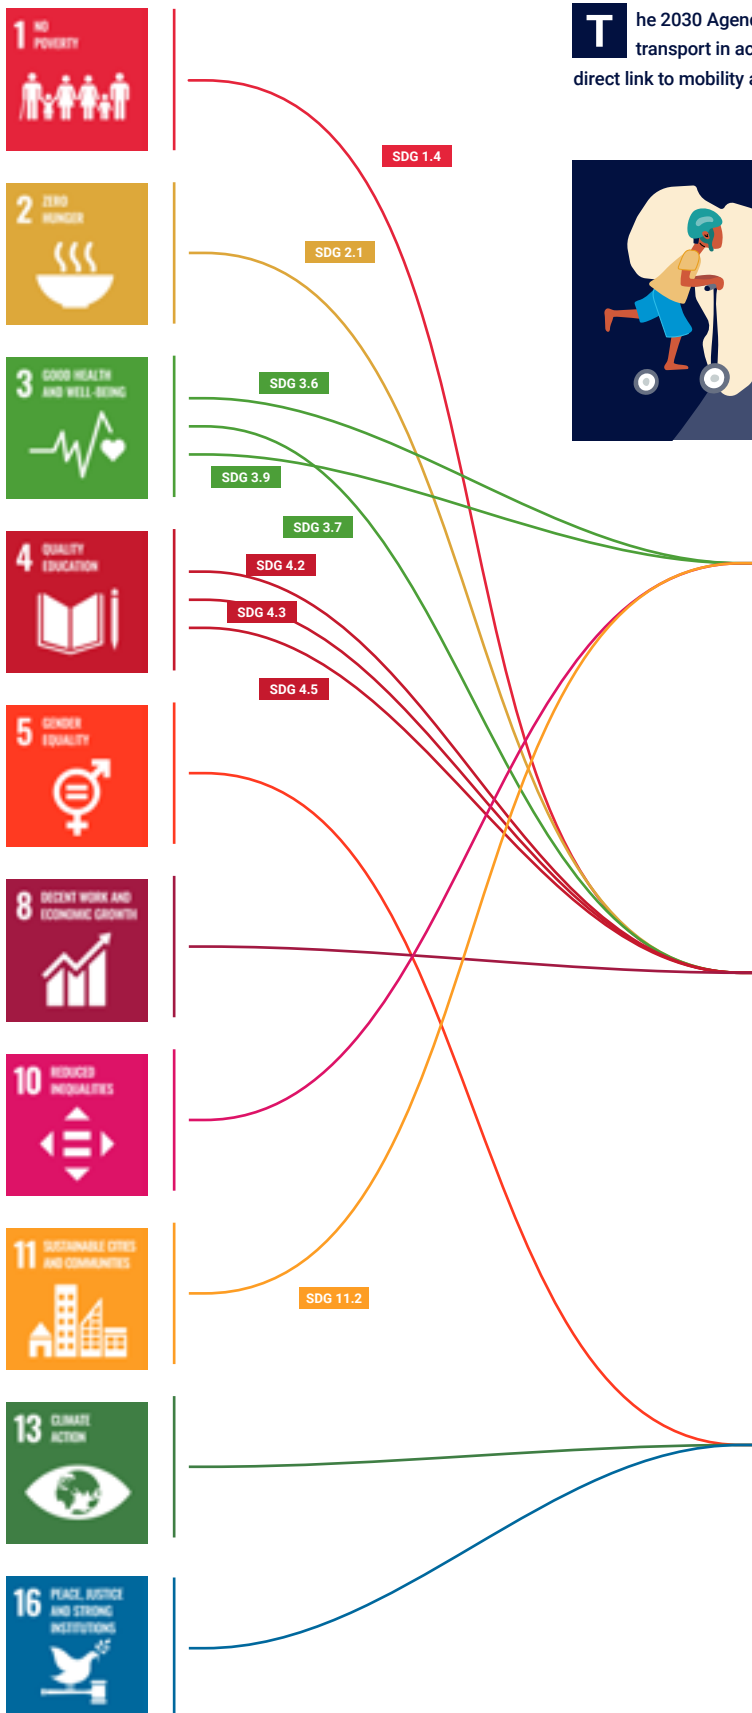 1 NO
POVERTY
The 2030 Agen
transport in ac
direct link to mobility a
SDG 1.4
2 ZERO
HUNGER
SDG 2.1
3 GOOD HEALTH
AND WELL-BEING
SDG 3.6
SDG 3.9
SDG 3.7
4 QUALITY
EDUCATION
SDG 4.2
SDG 4.3
SDG 4.5
5 GENDER
EQUALITY
8 DECENT WORK AND
ECONOMIC GROWTH
10 REDUCED
INEQUALITIES
11 SUSTAINABLE CITIES
AND COMMUNITIES
SDG 11.2
13 CLIMATE
ACTION
16 PEACE, JUSTICE
AND STRONG
INSTITUTIONS